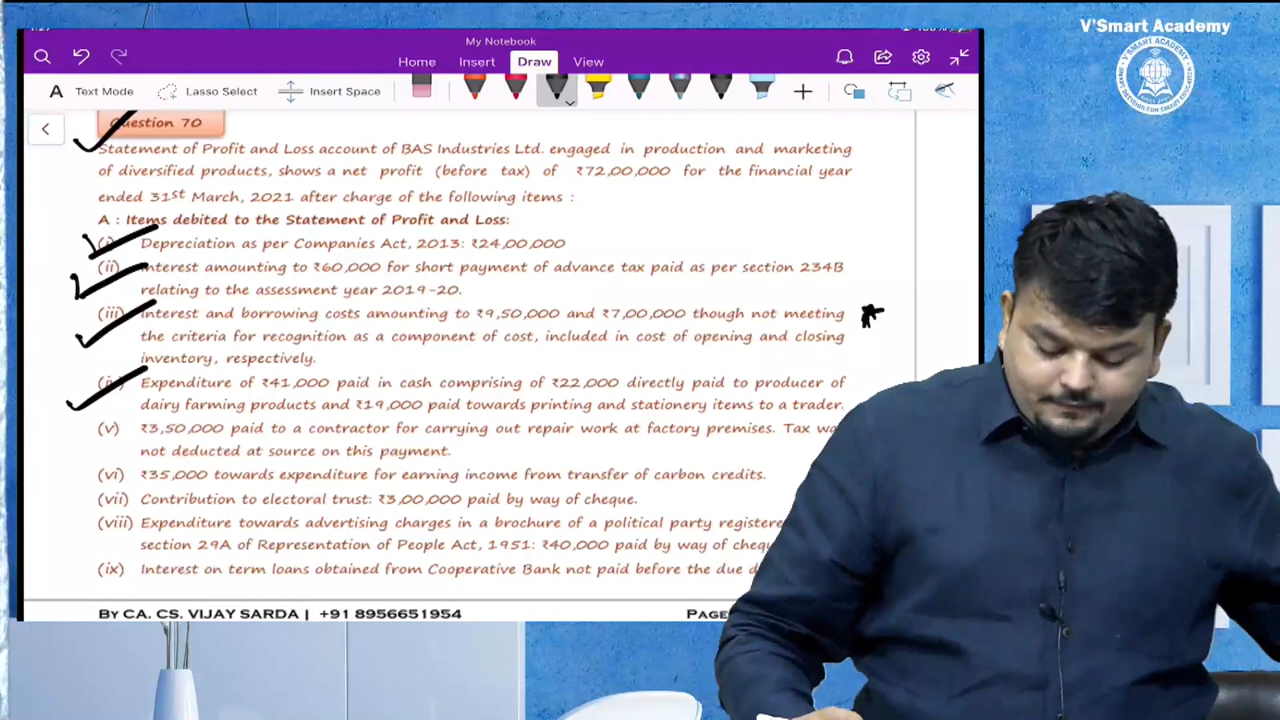 V'Smart Academy
My Notebook
Home Insert Draw View
A Text Mode Lasso Select Insert Space
Question 70
Statement of Profit and Loss account of BAS Industries Ltd. engaged in production and marketing
of diversified products, shows a net profit (before tax) of ₹72,00,000 for the financial year
ended 31st March, 2021 after charge of the following items :
A : Items debited to the Statement of Profit and Loss:
(i) Depreciation as per Companies Act, 2013: ₹24,00,000
(ii) Interest amounting to ₹60,000 for short payment of advance tax paid as per section 234B
relating to the assessment year 2019-20.
(iii) Interest and borrowing costs amounting to ₹9,50,000 and ₹7,00,000 though not meeting
the criteria for recognition as a component of cost, included in cost of opening and closing
inventory, respectively.
(iv) Expenditure of ₹41,000 paid in cash comprising of ₹22,000 directly paid to producer of
dairy farming products and ₹19,000 paid towards printing and stationery items to a trader.
(v) ₹3,50,000 paid to a contractor for carrying out repair work at factory premises. Tax
not deducted at source on this payment.
(vi) ₹35,000 towards expenditure for earning income from transfer of carbon credits.
(vii) Contribution to electoral trust: ₹3,00,000 paid by way of cheque.
(viii) Expenditure towards advertising charges in a brochure of a political party
section 29A of Representation of People Act, 1951: ₹40,000 paid by way of
(ix) Interest on term loans obtained from Cooperative Bank not paid before the due
BY CA. CS. VIJAY SARDA | +91 8956651954
PAGE